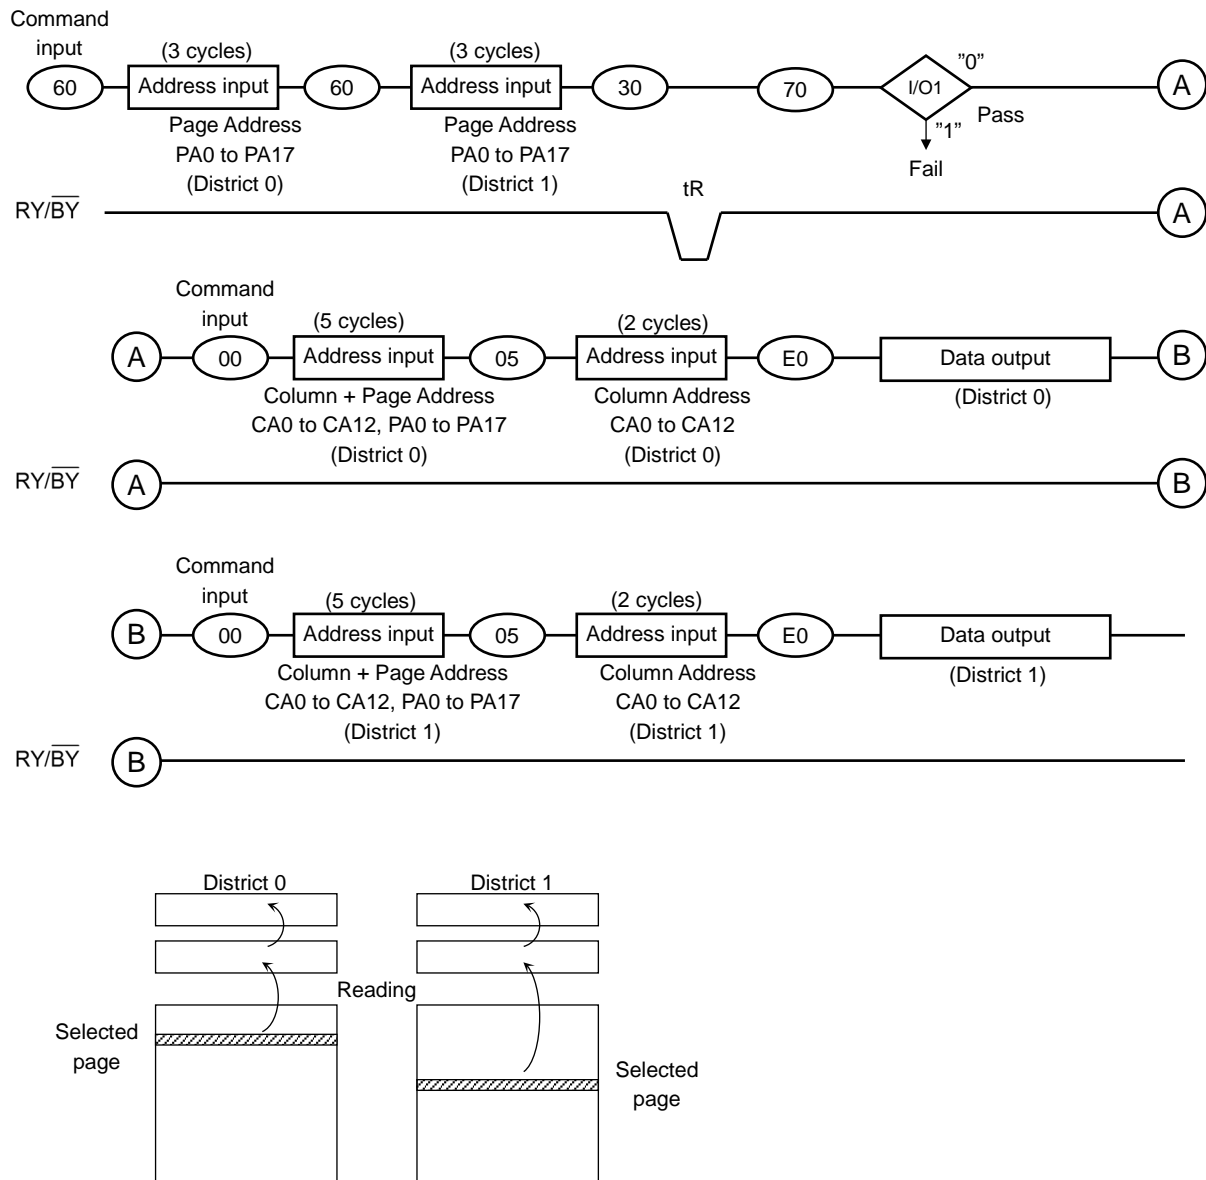 Command
input
(3 cycles)
(3 cycles)
60
Address input
60
Address input
30
70
I/O1
"0"
A
Page Address
PA0 to PA17
(District 0)
Page Address
PA0 to PA17
(District 1)
"1"
Pass
Fail
tR
RY/BY
A
Command
input
(5 cycles)
(2 cycles)
A
00
Address input
05
Address input
E0
Data output
B
Column + Page Address
CA0 to CA12, PA0 to PA17
(District 0)
Column Address
CA0 to CA12
(District 0)
(District 0)
RY/BY
A
B
Command
input
(5 cycles)
(2 cycles)
B
00
Address input
05
Address input
E0
Data output
Column + Page Address
CA0 to CA12, PA0 to PA17
(District 1)
Column Address
CA0 to CA12
(District 1)
(District 1)
RY/BY
B
District 0
District 1
Reading
Selected
page
Selected
page